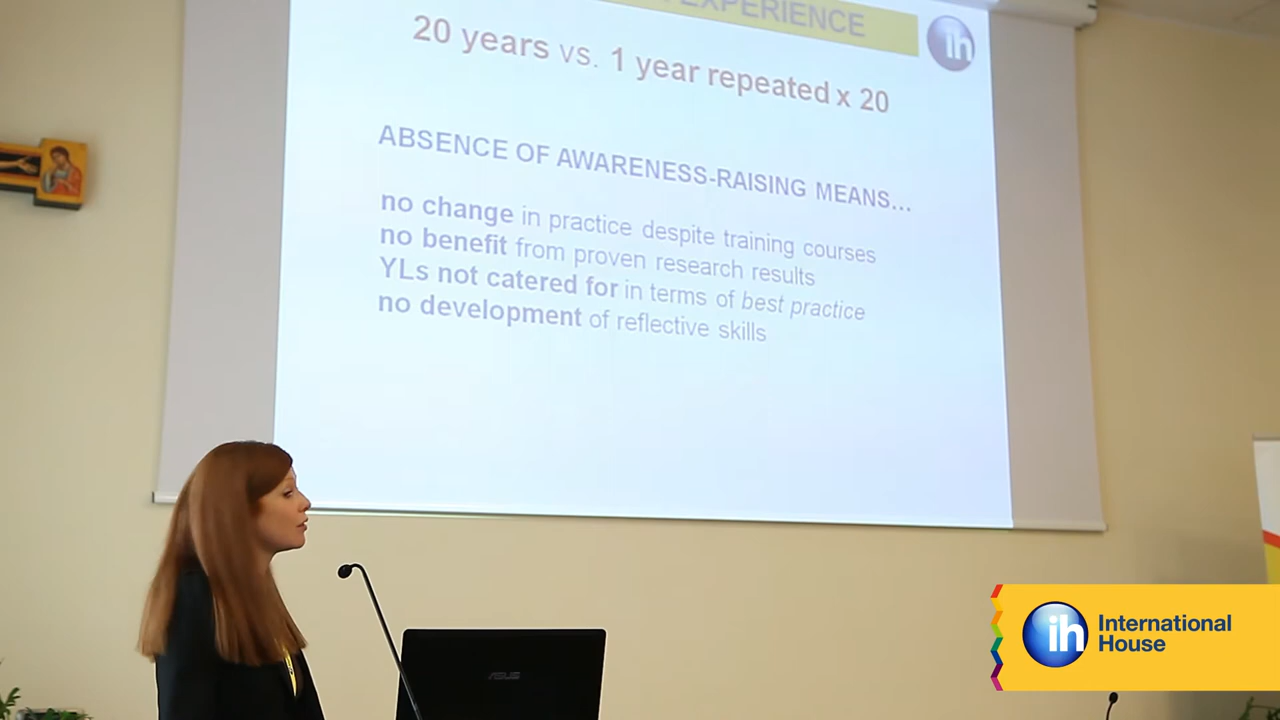 EXPERIENCE
ih
20 years vs. 1 year repeated x 20
ABSENCE OF AWARENESS-RAISING MEANS...
no change in practice despite training courses
no benefit from proven research results
YLs not catered for in terms of best practice
no development of reflective skills
ASUS
ih International
House